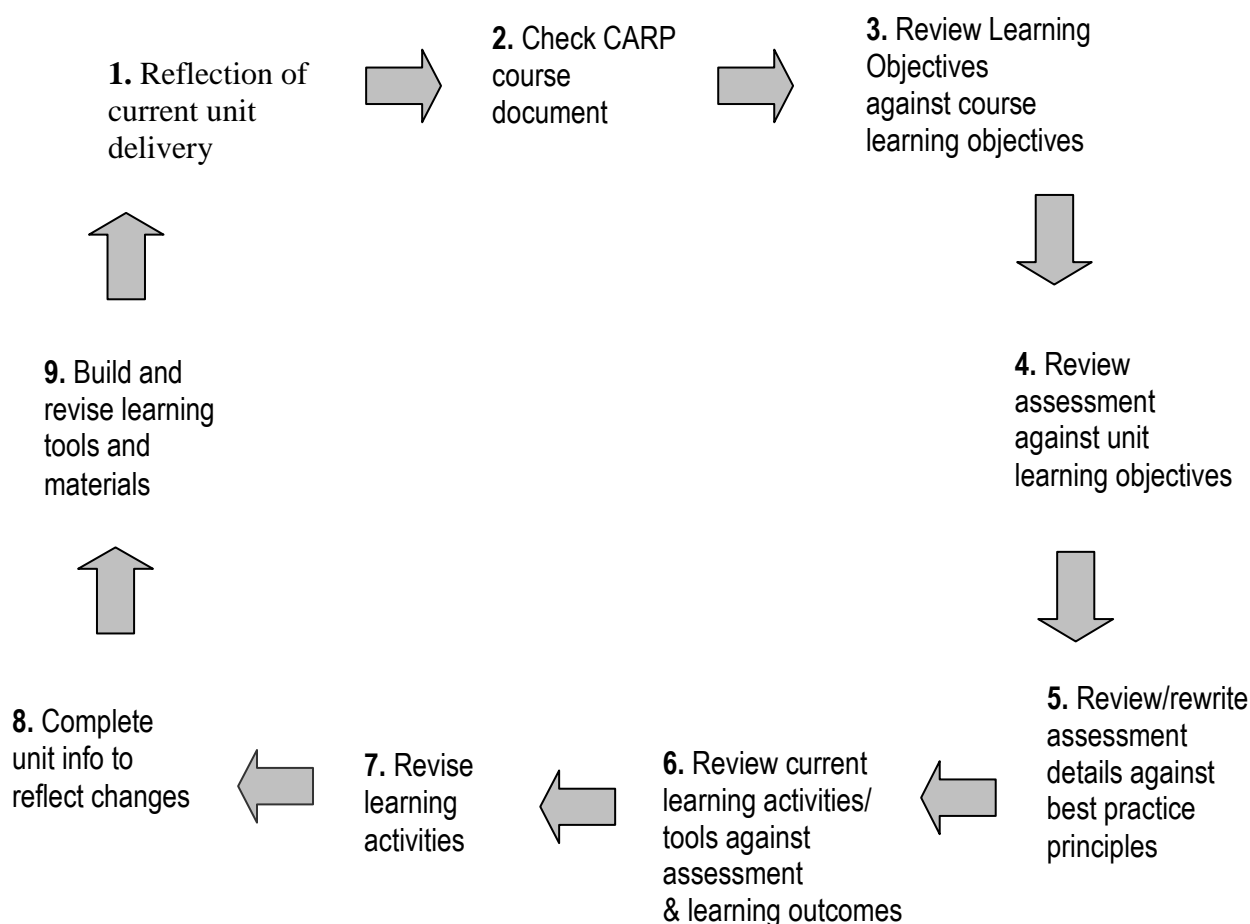 1. Reflection of
current unit
delivery
2. Check CARP
course
document
3. Review Learning
Objectives
against course
learning objectives
4. Review
assessment
against unit
learning objectives
5. Review/rewrite
assessment
details against
best practice
principles
6. Review current
learning activities/
tools against
assessment
& learning outcomes
7. Revise
learning
activities
8. Complete
unit info to
reflect changes
9. Build and
revise learning
tools and
materials